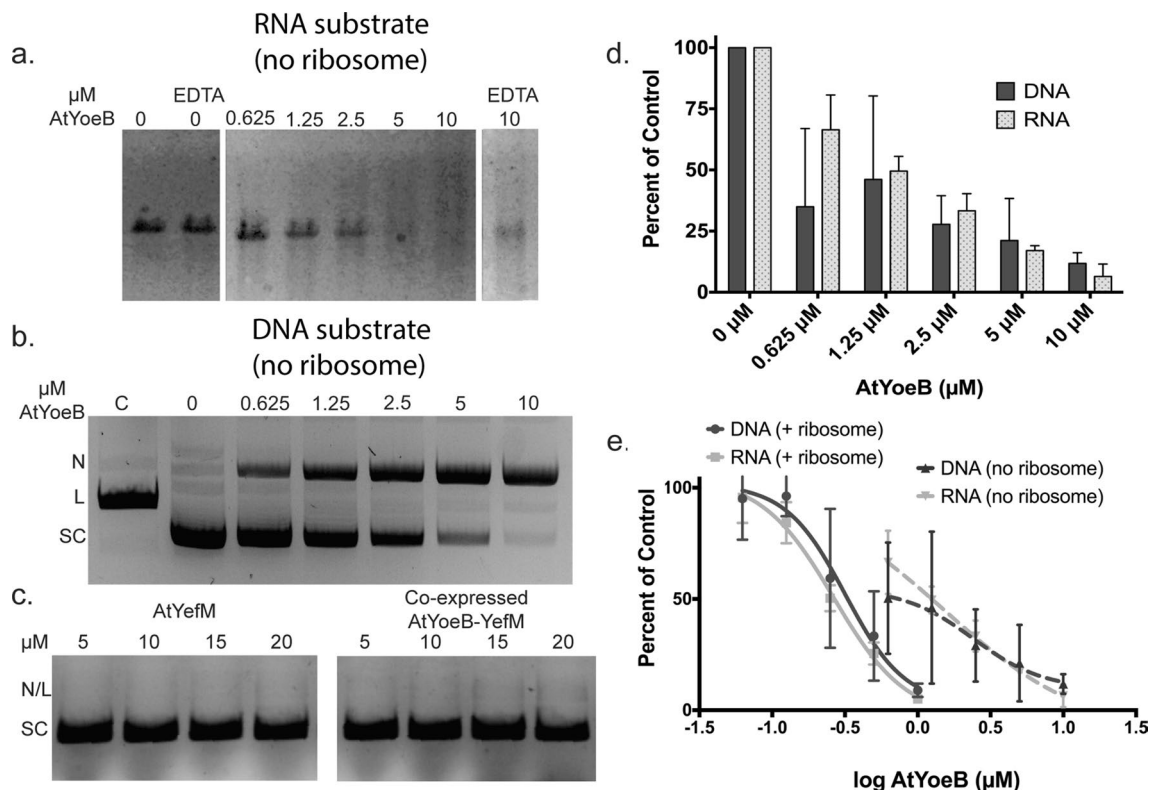 a.
RNA substrate
(no ribosome)
µM
AtYoeB
EDTA
EDTA
0 0 0.625 1.25 2.5 5 10 10
b.
DNA substrate
(no ribosome)
µM
AtYoeB
C 0 0.625 1.25 2.5 5 10
N
L
SC
c.
AtYefM
Co-expressed
AtYoeB-YefM
µM 5 10 15 20 5 10 15 20
N/L
SC
d.
Percent of Control
100
75
50
25
0
DNA
RNA
0 µM
0.625 µM
1.25 µM
2.5 µM
5 µM
10 µM
AtYoeB (µM)
e.
DNA (+ ribosome)
RNA (+ ribosome)
DNA (no ribosome)
RNA (no ribosome)
Percent of Control
100
50
0
-1.5 -1.0 -0.5 0.0 0.5 1.0 1.5
log AtYoeB (µM)